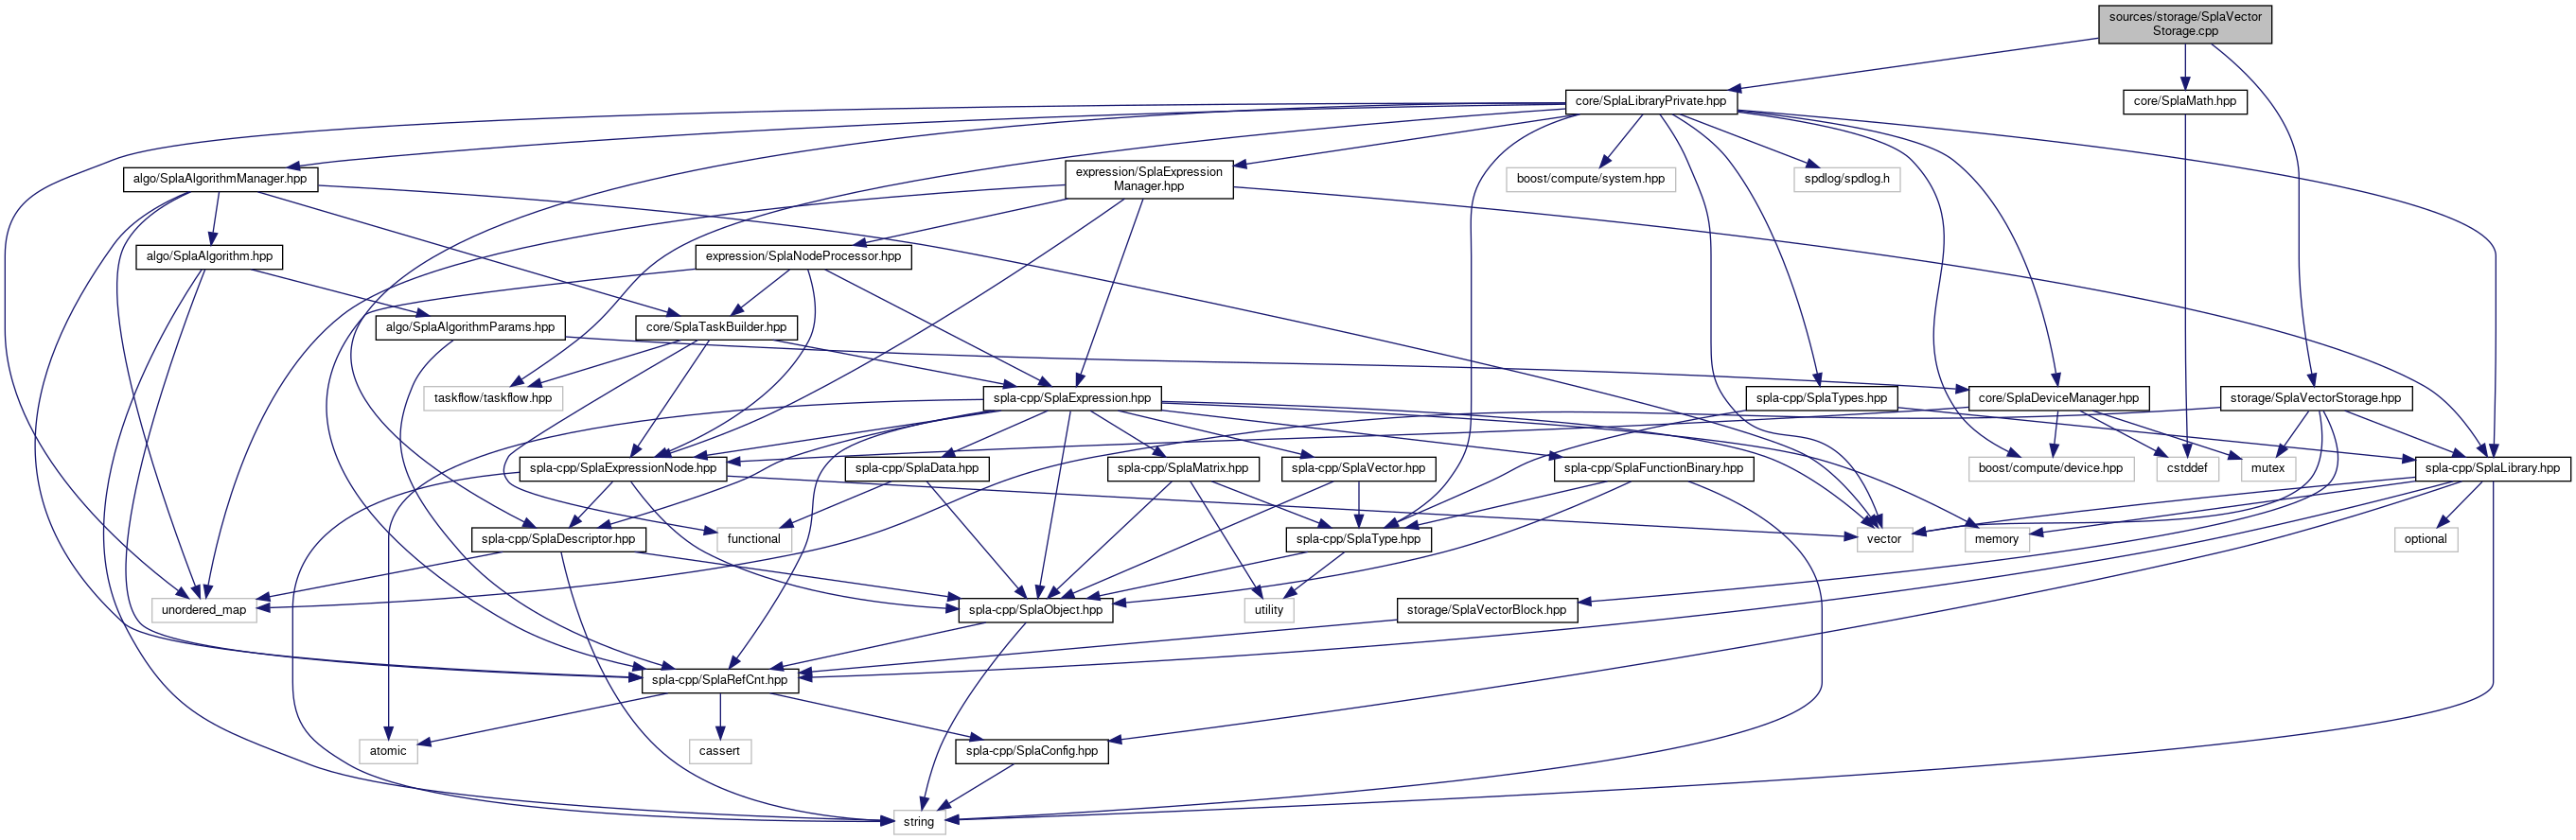 sources/storage/SplaVector
Storage.cpp
core/SplaLibraryPrivate.hpp
core/SplaMath.hpp
algo/SplaAlgorithmManager.hpp
expression/SplaExpression
Manager.hpp
boost/compute/system.hpp
spdlog/spdlog.h
algo/SplaAlgorithm.hpp
expression/SplaNodeProcessor.hpp
algo/SplaAlgorithmParams.hpp
core/SplaTaskBuilder.hpp
taskflow/taskflow.hpp
spla-cpp/SplaExpression.hpp
spla-cpp/SplaTypes.hpp
core/SplaDeviceManager.hpp
storage/SplaVectorStorage.hpp
spla-cpp/SplaExpressionNode.hpp
spla-cpp/SplaData.hpp
spla-cpp/SplaMatrix.hpp
spla-cpp/SplaVector.hpp
spla-cpp/SplaFunctionBinary.hpp
boost/compute/device.hpp
cstddef
mutex
spla-cpp/SplaLibrary.hpp
spla-cpp/SplaDescriptor.hpp
functional
spla-cpp/SplaType.hpp
vector
memory
optional
unordered_map
spla-cpp/SplaObject.hpp
utility
storage/SplaVectorBlock.hpp
spla-cpp/SplaRefCnt.hpp
atomic
cassert
spla-cpp/SplaConfig.hpp
string